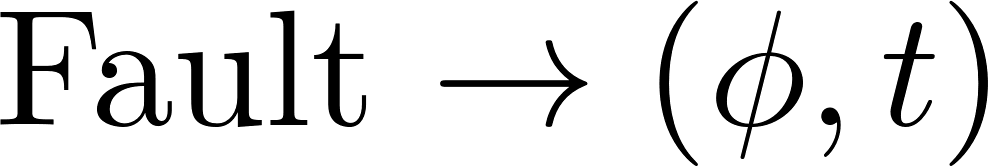 Fault → (ϕ, t)